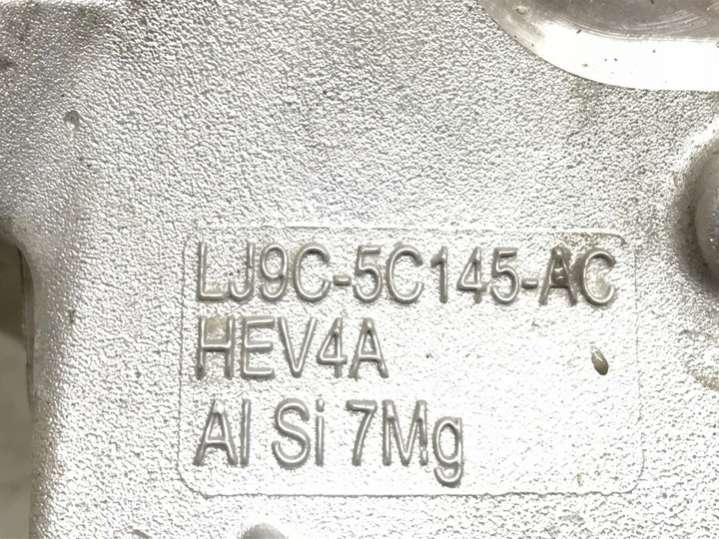 LJ9C-5C145-AC
HEV4A
Al Si 7Mg